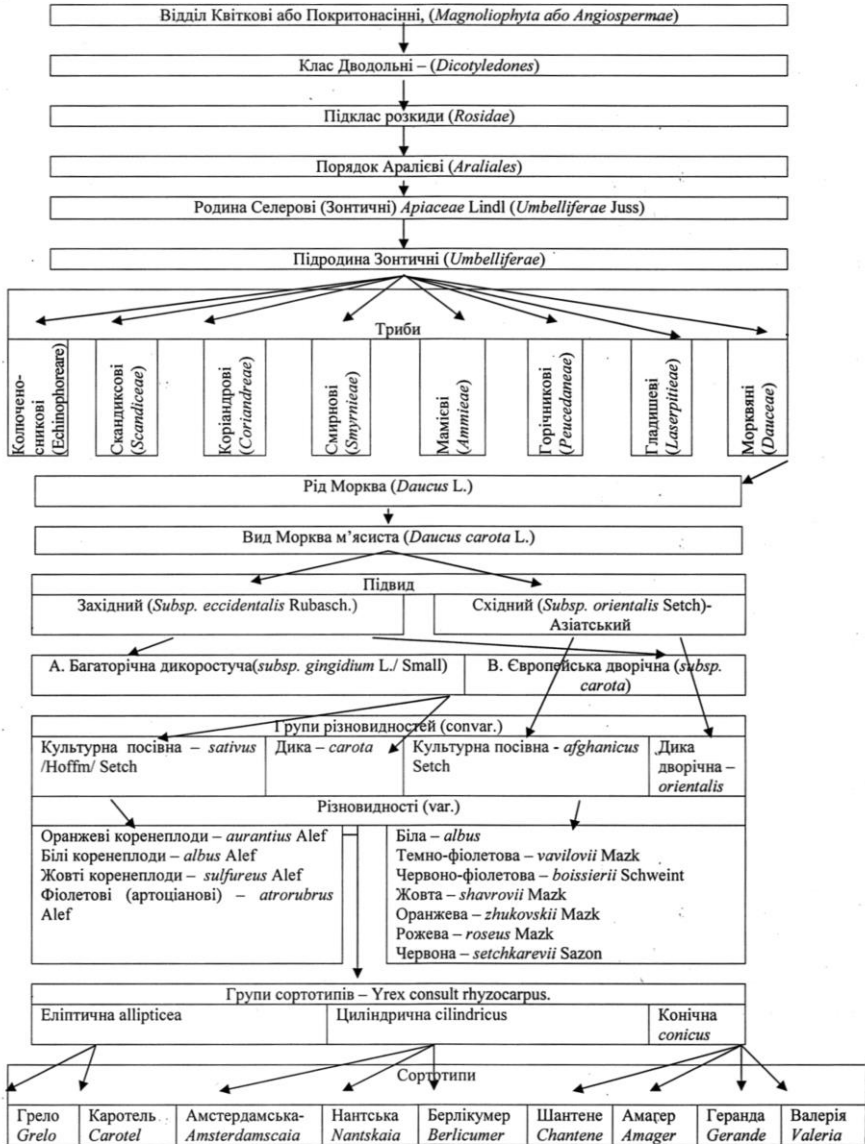 Відділ Квіткові або Покритонасінні, (Magnoliophyta або Angiospermae)
Клас Дводольні – (Dicotyledones)
Підклас розкиди (Rosidae)
Порядок Аралієві (Araliales)
Родина Селерові (Зонтичні) Apiaceae Lindl (Umbelliferae Juss)
Підродина Зонтичні (Umbelliferae)
Триби
Колючено-
сникові
(Echinophoreare)
Скандиксові
(Scandiceae)
Коріандрові
(Coriandreae)
Смирнові
(Smyrnieae)
Мамієві
(Ammieae)
Горічникові
(Peucedaneae)
Гладишеві
(Laserpitieae)
Морквяні
(Dauceae)
Рід Морква (Daucus L.)
Вид Морква м’ясиста (Daucus carota L.)
Підвид
Західний (Subsp. eccidentalis Rubasch.)
Східний (Subsp. orientalis Setch)-
Азіатський
А. Багаторічна дикоростуча(subsp. gingidium L./ Small)
В. Європейська дворічна (subsp.
carota)
Групи різновидностей (convar.)
Культурна посівна – sativus
/Hoffm/ Setch
Дика – carota
Культурна посівна - afghanicus
Setch
Дика
дворічна –
orientalis
Різновидності (var.)
Оранжеві коренеплоди – aurantius Alef
Білі коренеплоди – albus Alef
Жовті коренеплоди – sulfureus Alef
Фіолетові (артоціанові) – atrorubrus
Alef
Біла – albus
Темно-фіолетова – vavilovii Mazk
Червоно-фіолетова – boissierii Schweint
Жовта – shavrovii Mazk
Оранжева – zhukovskii Mazk
Рожева – roseus Mazk
Червона – setchkarevii Sazon
Групи сортотипів – Yrex consult rhyzocarpus.
Еліптична allipticea
Циліндрична cilindricus
Конічна
conicus
Сортотипи
Грело
Grelo
Каротель
Carotel
Амстердамська-
Amsterdamscaia
Нантська
Nantskaia
Берлікумер
Berlicumer
Шантене
Chantene
Амагер
Amager
Геранда
Gerande
Валерія
Valeria